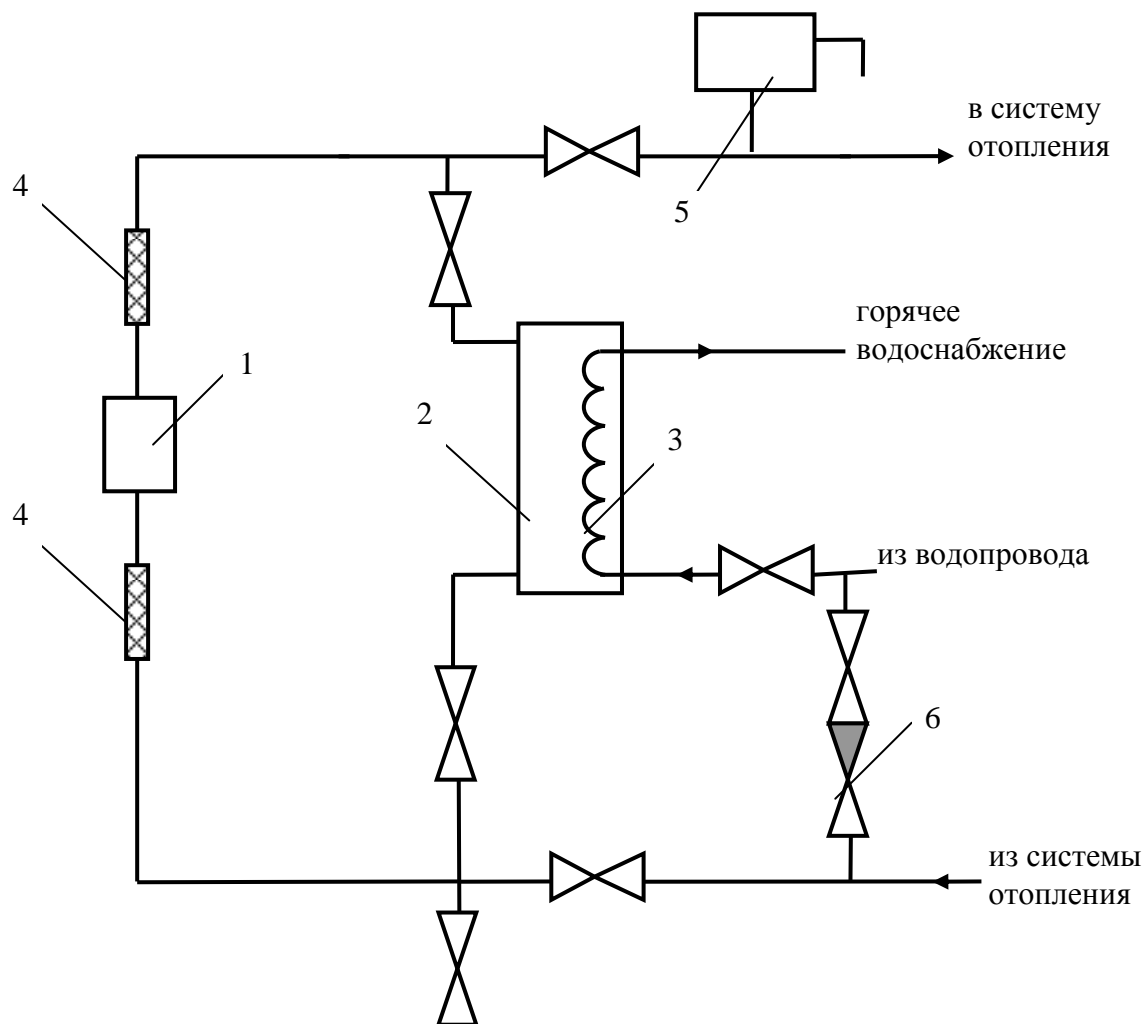 в систему
отопления
4
5
горячее
водоснабжение
1
2
3
4
из водопровода
6
из системы
отопления